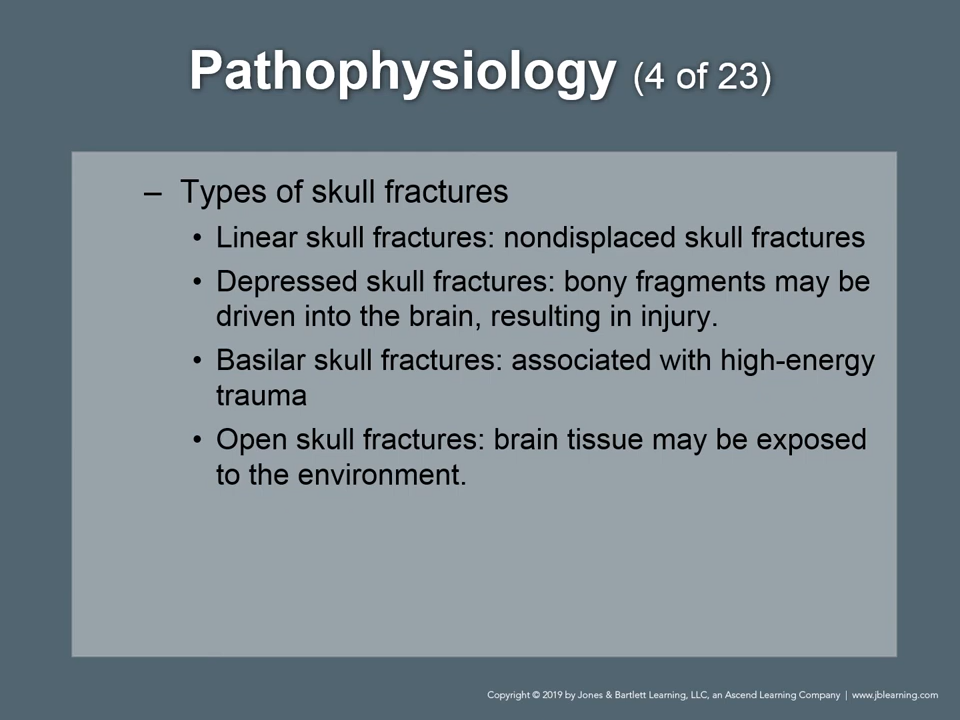 Pathophysiology (4 of 23)
– Types of skull fractures
• Linear skull fractures: nondisplaced skull fractures
• Depressed skull fractures: bony fragments may be
driven into the brain, resulting in injury.
• Basilar skull fractures: associated with high-energy
trauma
• Open skull fractures: brain tissue may be exposed
to the environment.
Copyright © 2019 by Jones & Bartlett Learning, LLC, an Ascend Learning Company | www.jblearning.com